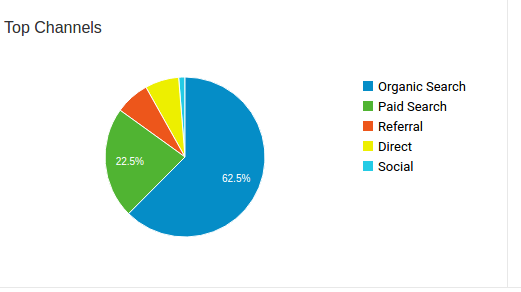 Top Channels
Organic Search
Paid Search
Referral
Direct
Social
22.5%
62.5%